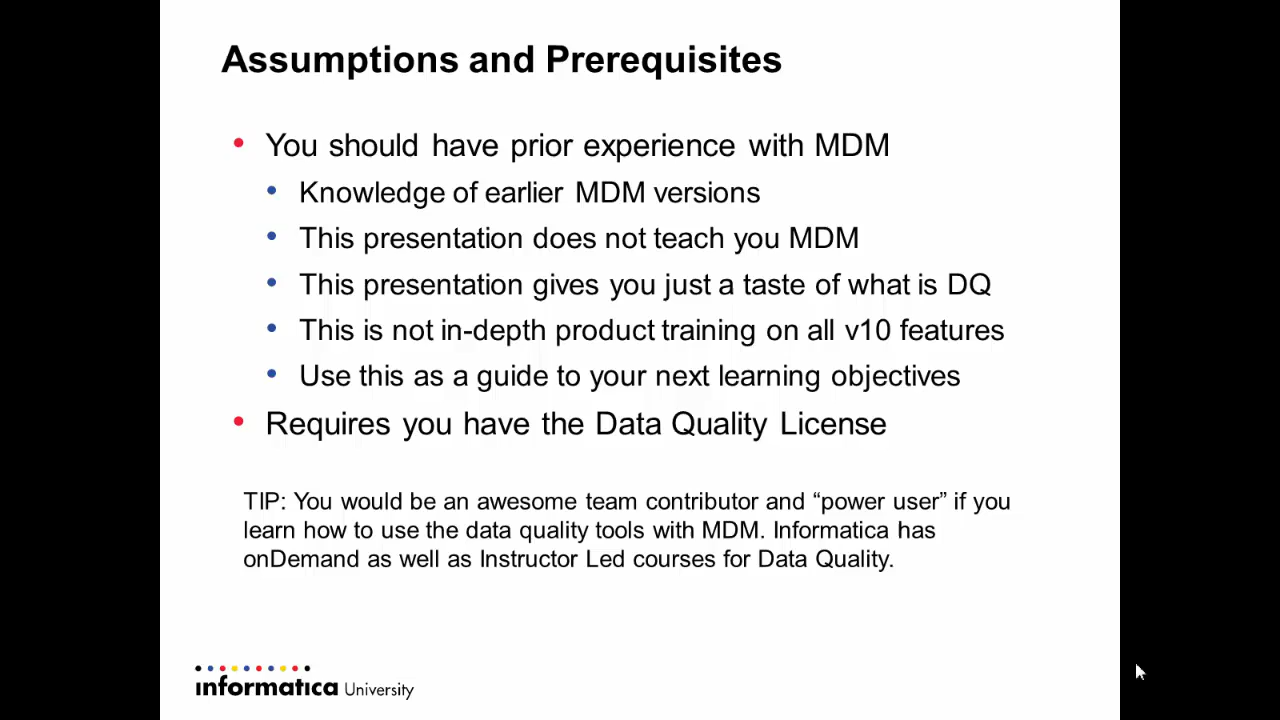 Assumptions and Prerequisites
• You should have prior experience with MDM
• Knowledge of earlier MDM versions
• This presentation does not teach you MDM
• This presentation gives you just a taste of what is DQ
• This is not in-depth product training on all v10 features
• Use this as a guide to your next learning objectives
• Requires you have the Data Quality License
TIP: You would be an awesome team contributor and “power user” if you
learn how to use the data quality tools with MDM. Informatica has
onDemand as well as Instructor Led courses for Data Quality.
informatica University